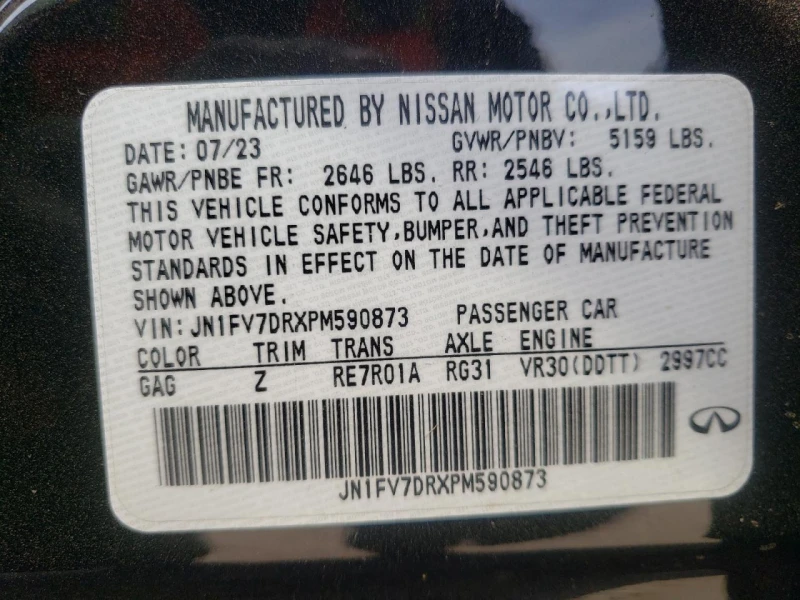 MANUFACTURED BY NISSAN MOTOR CO.,LTD.
DATE: 07/23 GVWR/PNBV: 5159 LBS.
GAWR/PNBE FR: 2646 LBS. RR: 2546 LBS.
THIS VEHICLE CONFORMS TO ALL APPLICABLE FEDERAL
MOTOR VEHICLE SAFETY,BUMPER,AND THEFT PREVENTION
STANDARDS IN EFFECT ON THE DATE OF MANUFACTURE
SHOWN ABOVE.
VIN:JN1FV7DRXPM590873 PASSENGER CAR
COLOR TRIM TRANS AXLE ENGINE
GAG Z RE7R01A RG31 VR30(DDTT) 2997CC
JN1FV7DRXPM590873